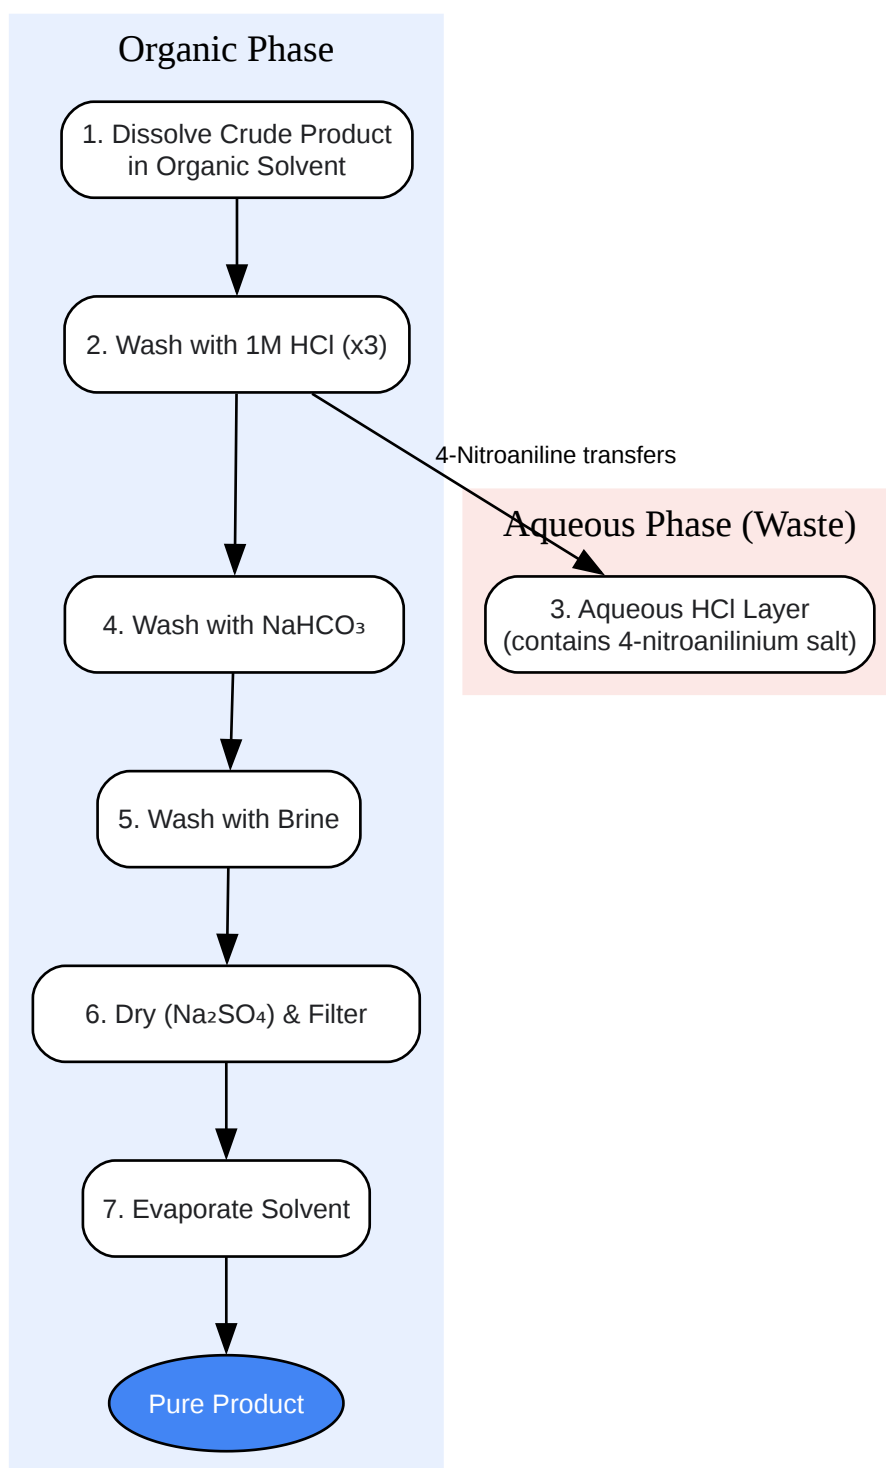 Organic Phase
1. Dissolve Crude Product
in Organic Solvent
2. Wash with 1M HCl (x3)
4-Nitroaniline transfers
Aqueous Phase (Waste)
3. Aqueous HCl Layer
(contains 4-nitroanilinium salt)
4. Wash with NaHCO₃
5. Wash with Brine
6. Dry (Na₂SO₄) & Filter
7. Evaporate Solvent
Pure Product